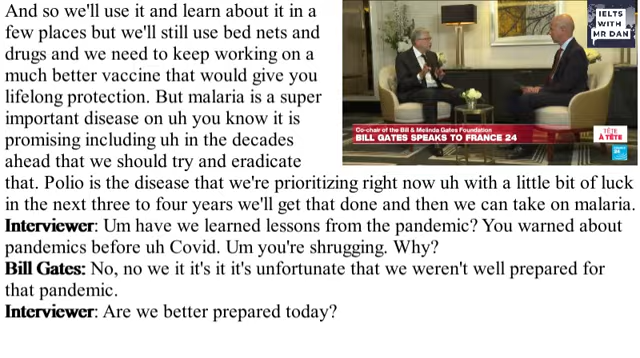 And so we'll use it and learn about it in a
few places but we'll still use bed nets and
drugs and we need to keep working on a
much better vaccine that would give you
lifelong protection. But malaria is a super
important disease on uh you know it is
promising including uh in the decades
ahead that we should try and eradicate
that. Polio is the disease that we're prioritizing right now uh with a little bit of luck
in the next three to four years we'll get that done and then we can take on malaria.
Interviewer: Um have we learned lessons from the pandemic? You warned about
pandemics before uh Covid. Um you're shrugging. Why?
Bill Gates: No, no we it it's it it's unfortunate that we weren't well prepared for
that pandemic.
Interviewer: Are we better prepared today?
IELTS
WITH
MR DAN
Co-chair of the Bill & Melinda Gates Foundation
BILL GATES SPEAKS TO FRANCE 24
TÊTE
À TÊTE
FRANCE
24